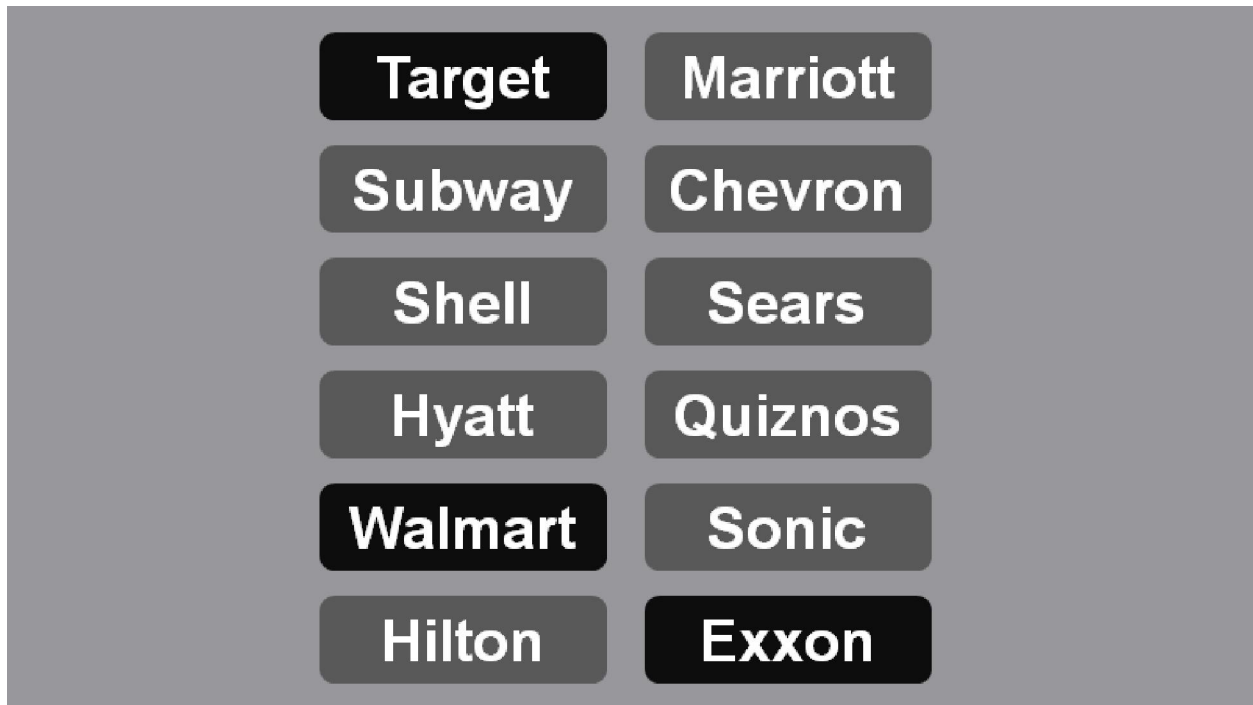 Target Marriott
Subway Chevron
Shell Sears
Hyatt Quiznos
Walmart Sonic
Hilton Exxon